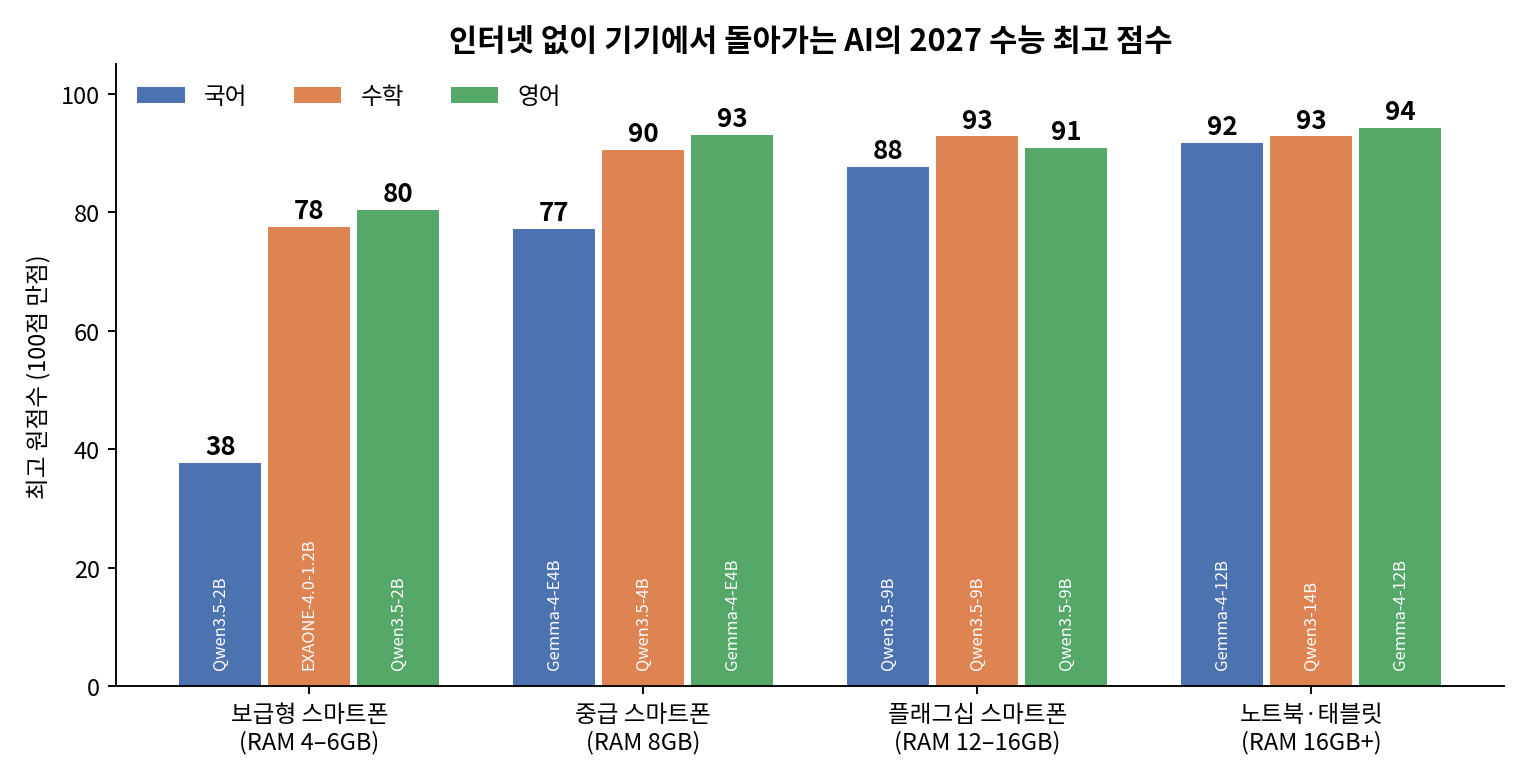 인터넷 없이 기기에서 돌아가는 AI의 2027 수능 최고 점수
국어 수학 영어
최고 원점수 (100점 만점)
100
80
60
40
20
0
38 78 80
77 90 93
88 93 91
92 93 94
Qwen3.5-2B
EXAONE-4.0-1.2B
Qwen3.5-2B
Gemma-4-E4B
Qwen3.5-4B
Gemma-4-E4B
Qwen3.5-9B
Qwen3.5-9B
Qwen3.5-9B
Gemma-4-12B
Qwen3-14B
Gemma-4-12B
보급형 스마트폰
(RAM 4–6GB)
중급 스마트폰
(RAM 8GB)
플래그십 스마트폰
(RAM 12–16GB)
노트북·태블릿
(RAM 16GB+)